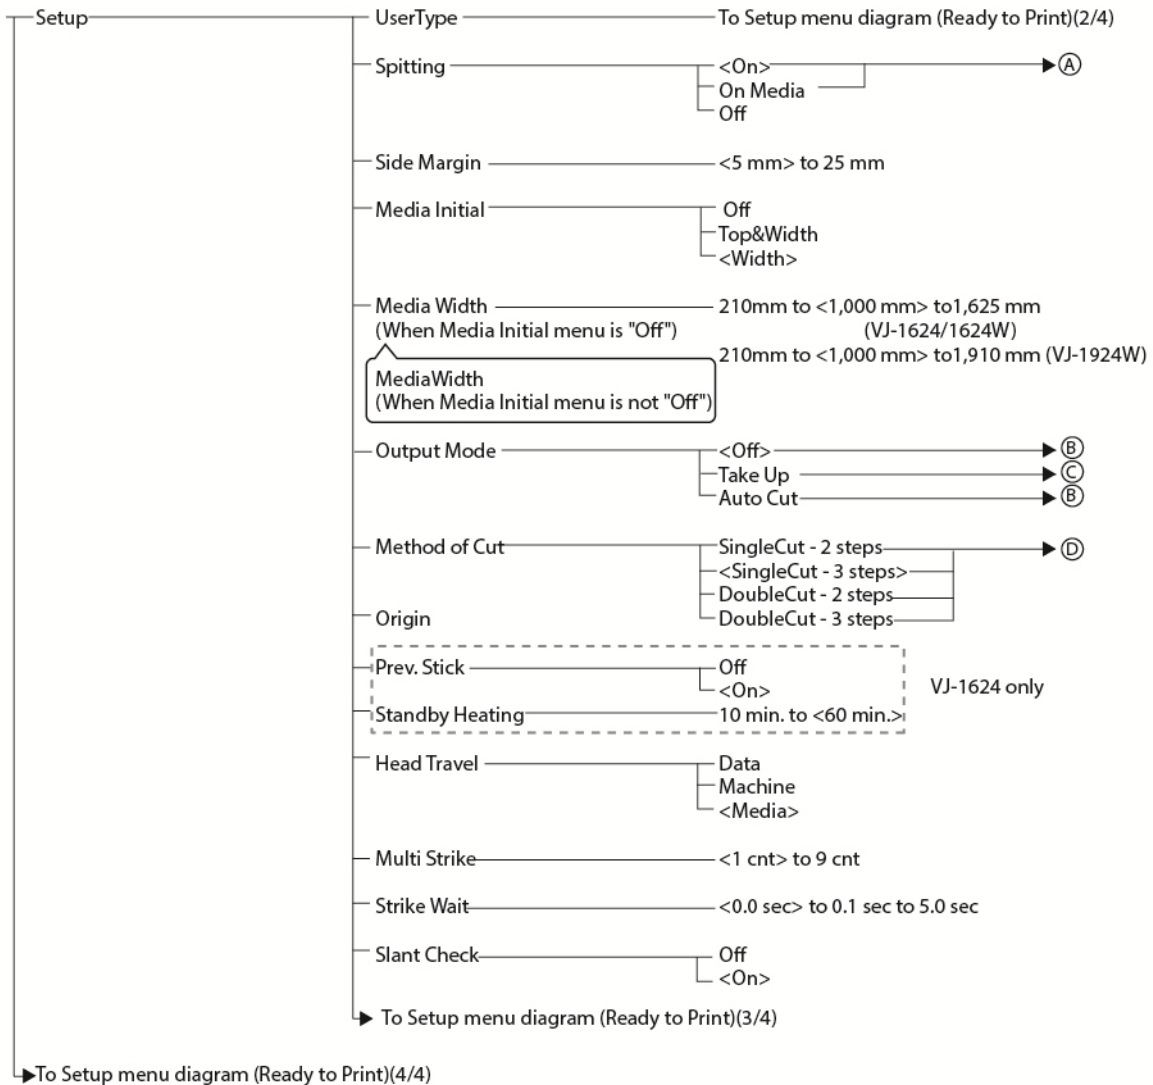 Setup
UserType
To Setup menu diagram (Ready to Print)(2/4)
Spitting
<On>
A
On Media
Off
Side Margin
<5 mm> to 25 mm
Media Initial
Off
Top&Width
<Width>
Media Width
210mm to <1,000 mm> to1,625 mm
(When Media Initial menu is "Off")
(VJ-1624/1624W)
210mm to <1,000 mm> to1,910 mm (VJ-1924W)
MediaWidth
(When Media Initial menu is not "Off")
Output Mode
<Off>
B
Take Up
C
Auto Cut
B
Method of Cut
SingleCut - 2 steps
D
<SingleCut - 3 steps>
DoubleCut - 2 steps
Origin
DoubleCut - 3 steps
Prev. Stick
Off
<On>
VJ-1624 only
Standby Heating
10 min. to <60 min.>
Head Travel
Data
Machine
<Media>
Multi Strike
<1 cnt> to 9 cnt
Strike Wait
<0.0 sec> to 0.1 sec to 5.0 sec
Slant Check
Off
<On>
To Setup menu diagram (Ready to Print)(3/4)
To Setup menu diagram (Ready to Print)(4/4)